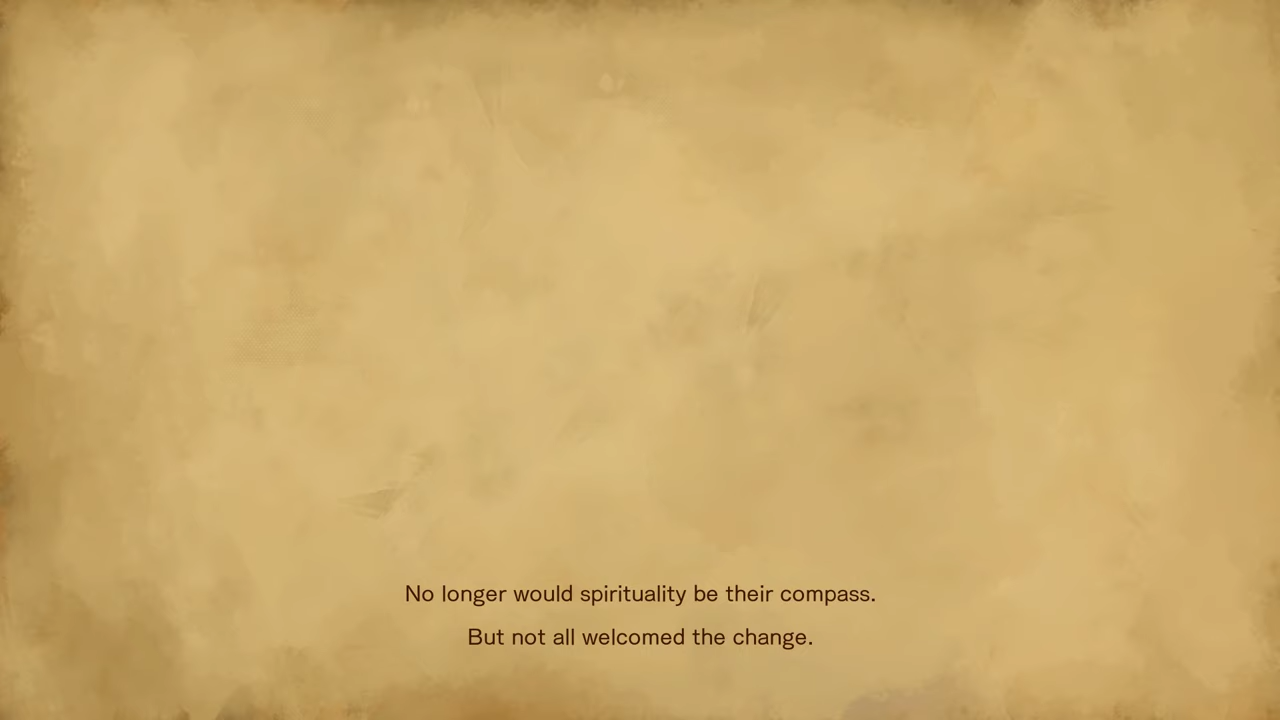 No longer would spirituality be their compass.
But not all welcomed the change.